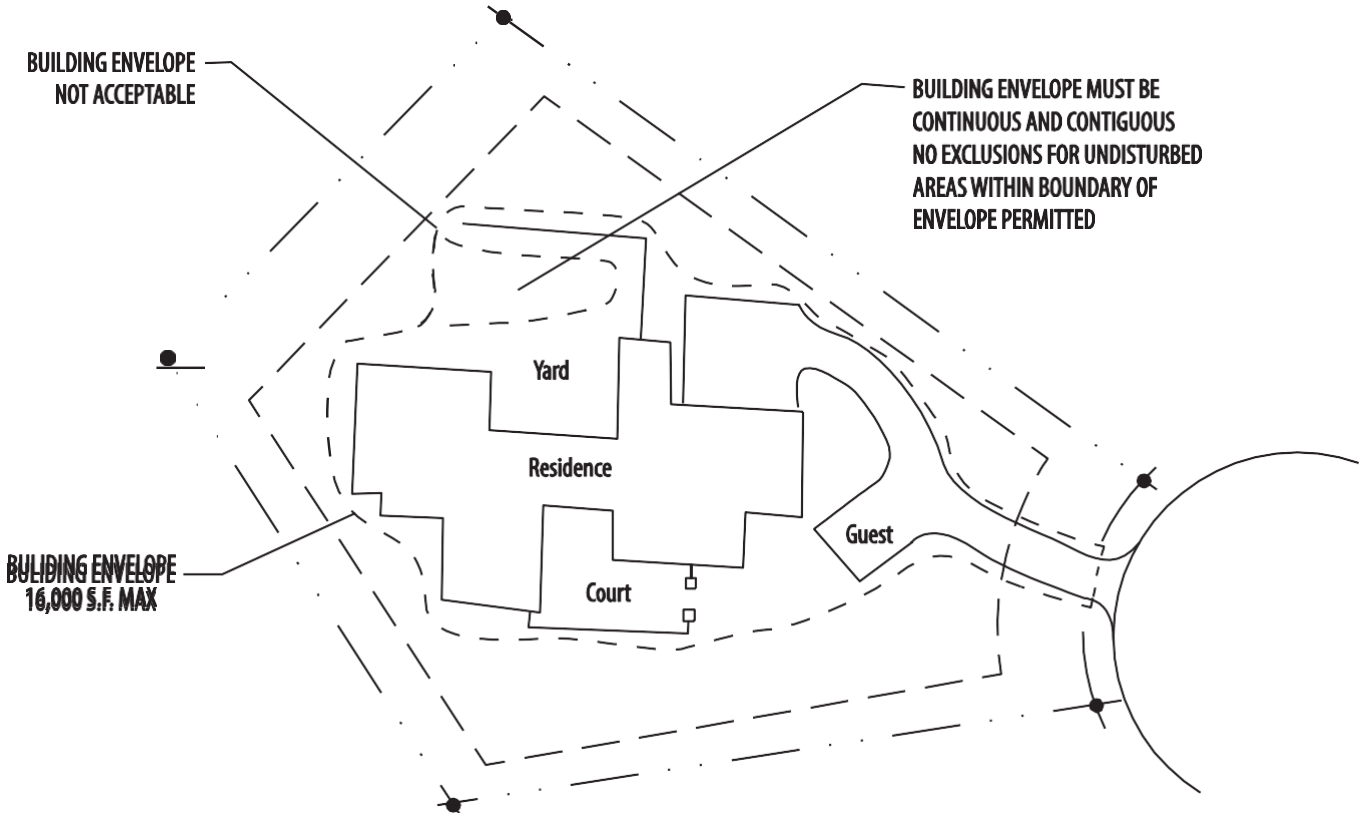 BUILDING ENVELOPE
NOT ACCEPTABLE
BUILDING ENVELOPE MUST BE
CONTINUOUS AND CONTIGUOUS
NO EXCLUSIONS FOR UNDISTURBED
AREAS WITHIN BOUNDARY OF
ENVELOPE PERMITTED
Yard
Residence
Guest
Court
BUILDING ENVELOPE
16,000 S.F. MAX